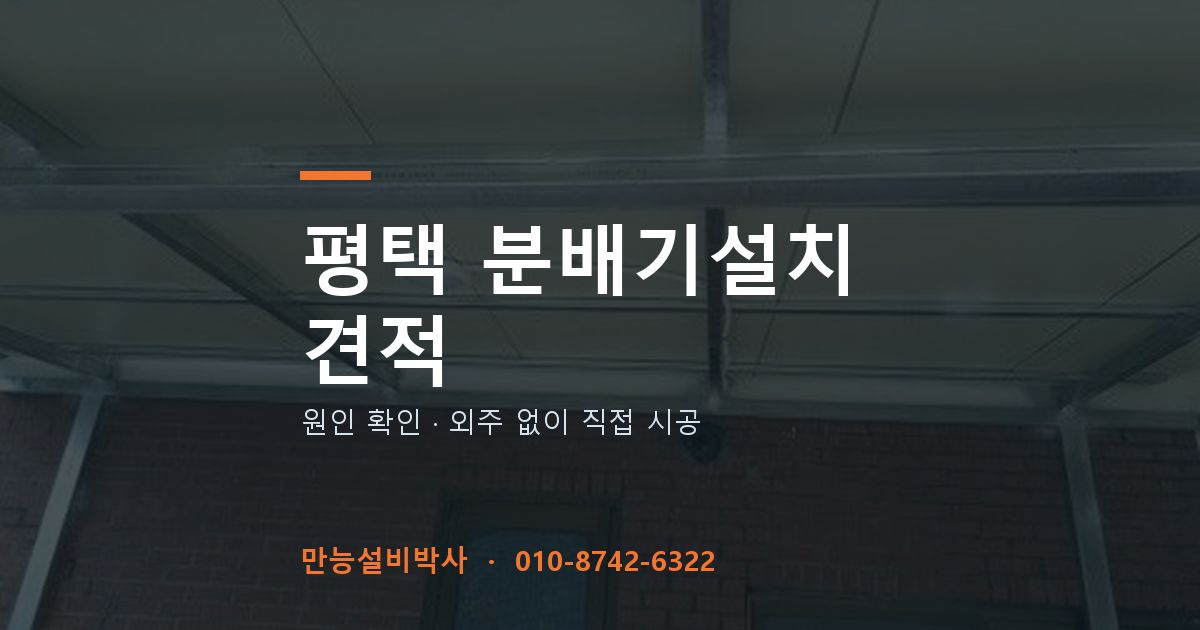 평택 분배기설치
견적
원인 확인 · 외주 없이 직접 시공
만능설비박사 · 010-8742-6322